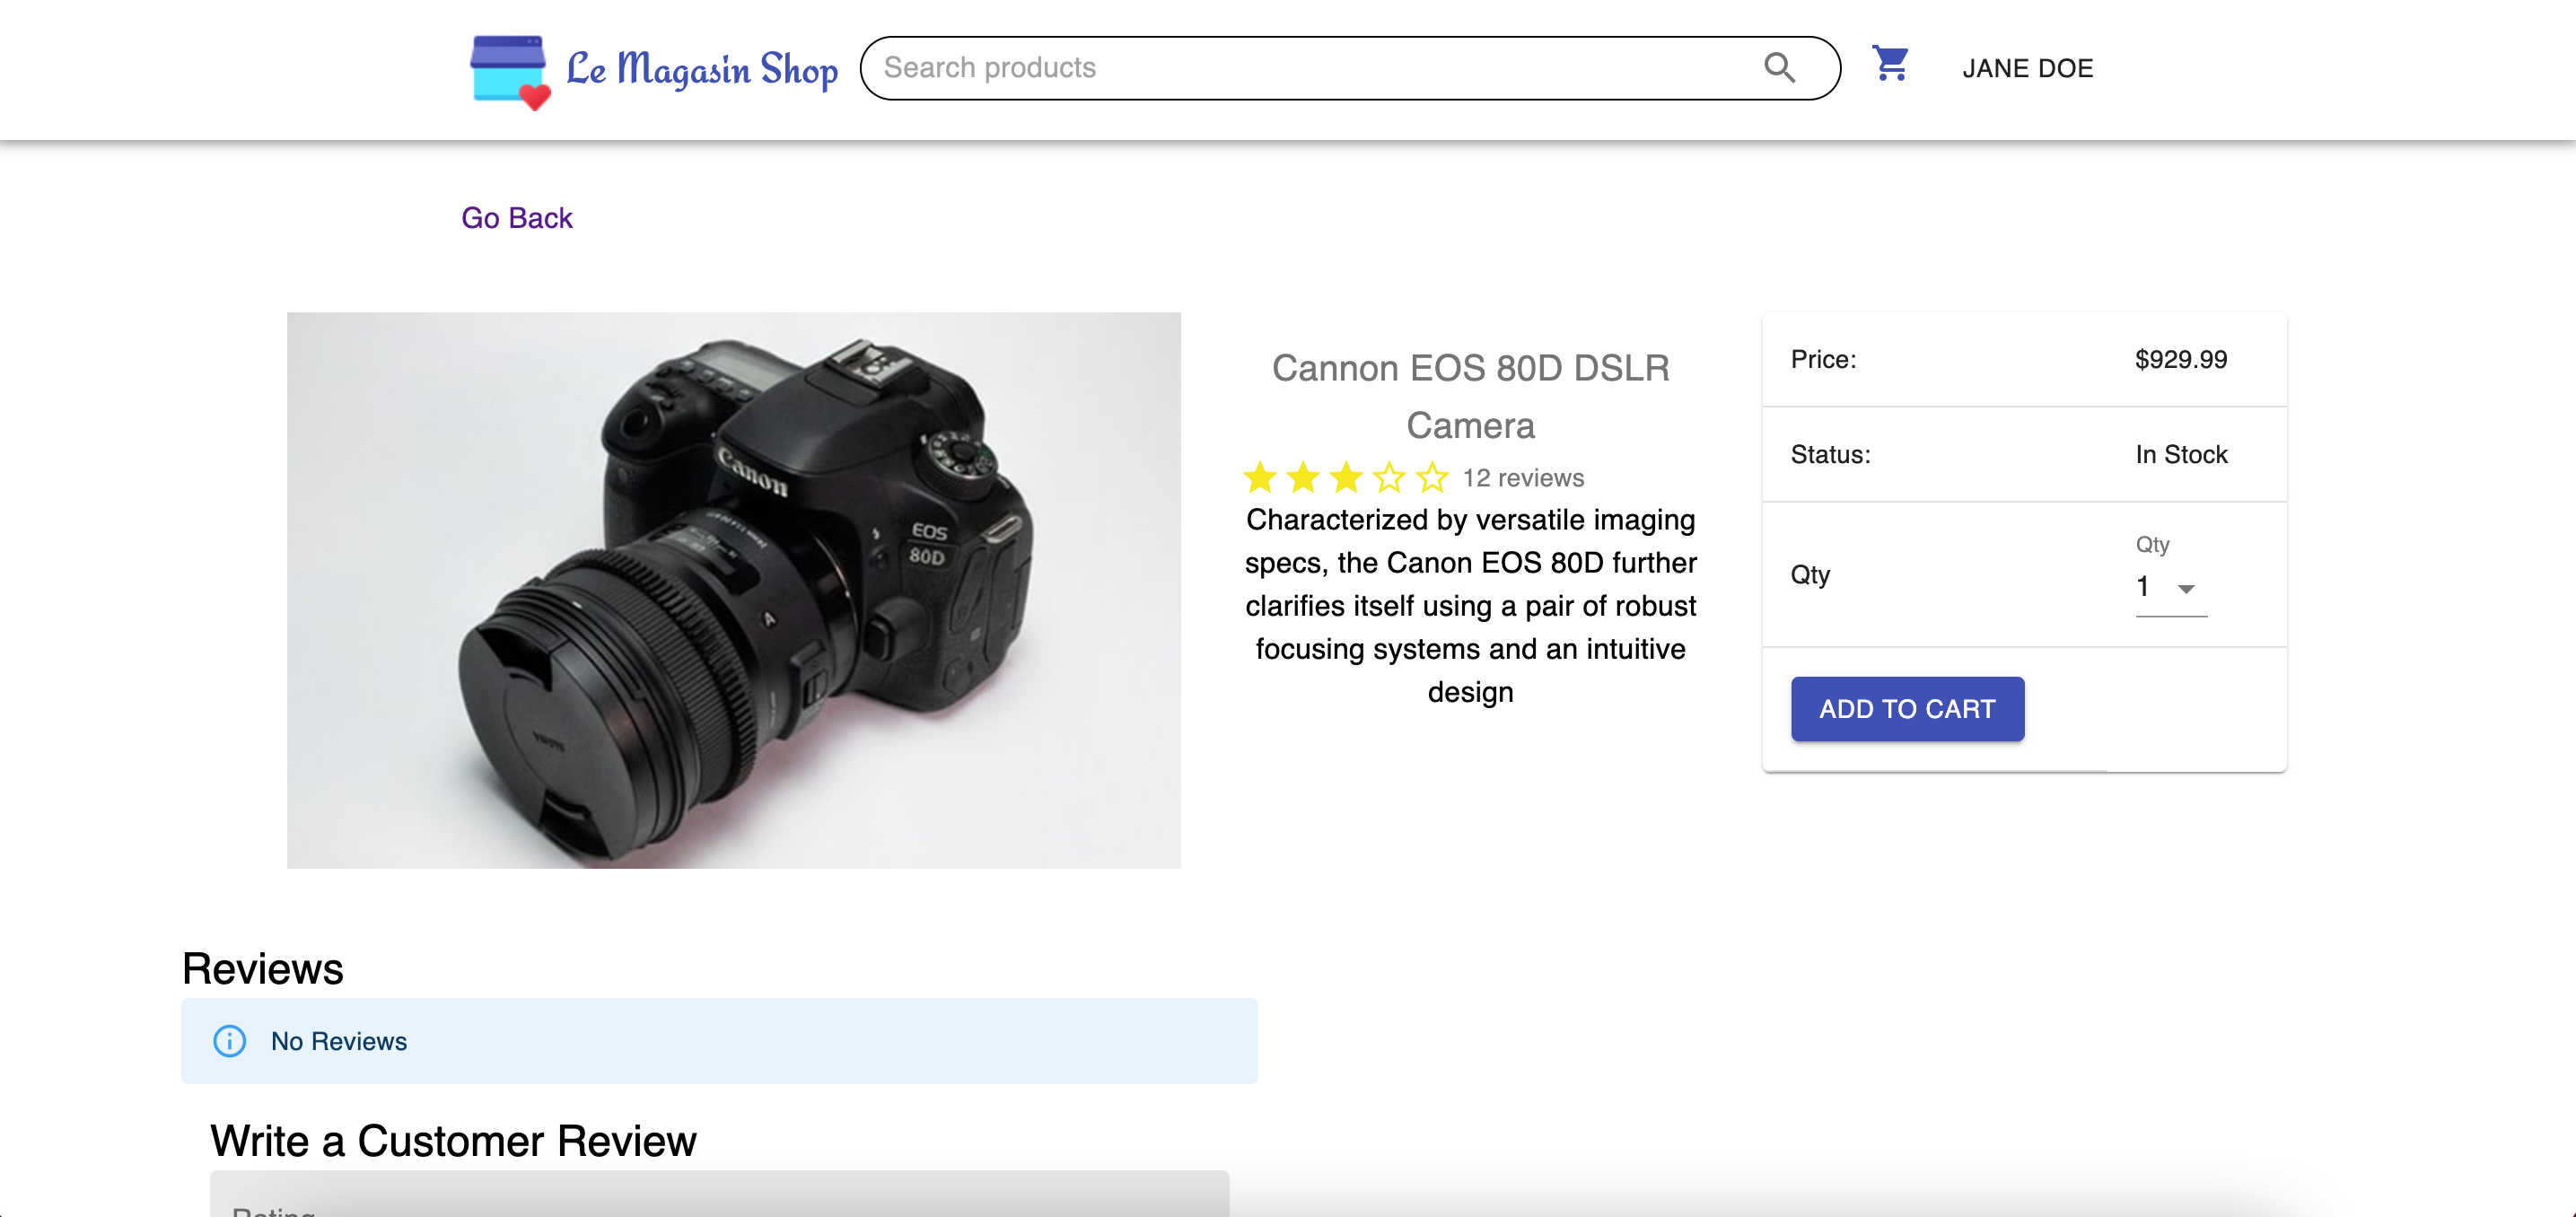 Le Magasin Shop
Search products
JANE DOE
Go Back
Canon
EOS
80D
A
Cannon EOS 80D DSLR
Camera
12 reviews
Characterized by versatile imaging
specs, the Canon EOS 80D further
clarifies itself using a pair of robust
focusing systems and an intuitive
design
Price: $929.99
Status: In Stock
Qty
Qty
1
ADD TO CART
Reviews
No Reviews
Write a Customer Review
Rating